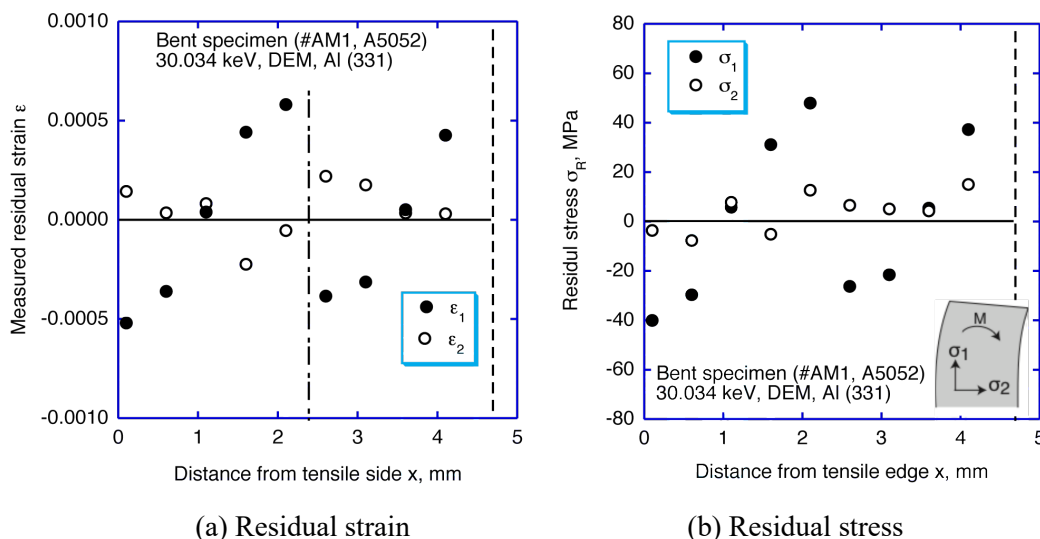 Bent specimen (#AM1, A5052)
30.034 keV, DEM, Al (331)
Measured residual strain ε
0.0010
0.0005
0.0000
-0.0005
-0.0010
ε1
ε2
0 1 2 3 4 5
Distance from tensile side x, mm
(a) Residual strain
σ1
σ2
Residul stress σR, MPa
80
60
40
20
0
-20
-40
-60
-80
M
σ1
σ2
Bent specimen (#AM1, A5052)
30.034 keV, DEM, Al (331)
0 1 2 3 4 5
Distance from tensile edge x, mm
(b) Residual stress